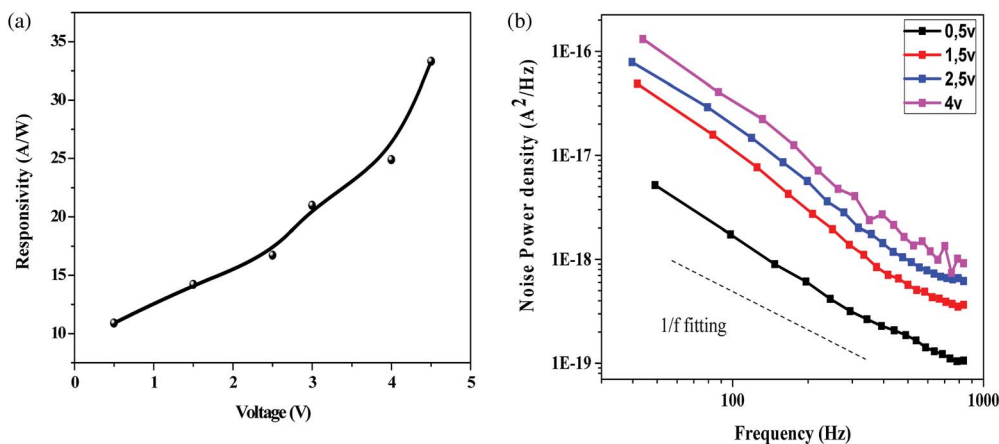 (a)
35
30
25
20
15
10
Responsivity (A/W)
0 1 2 3 4 5
Voltage (V)
(b)
1E-16
1E-17
1E-18
1E-19
Noise Power density (A²/Hz)
0,5v
1,5v
2,5v
4v
1/f fitting
100 1000
Frequency (Hz)